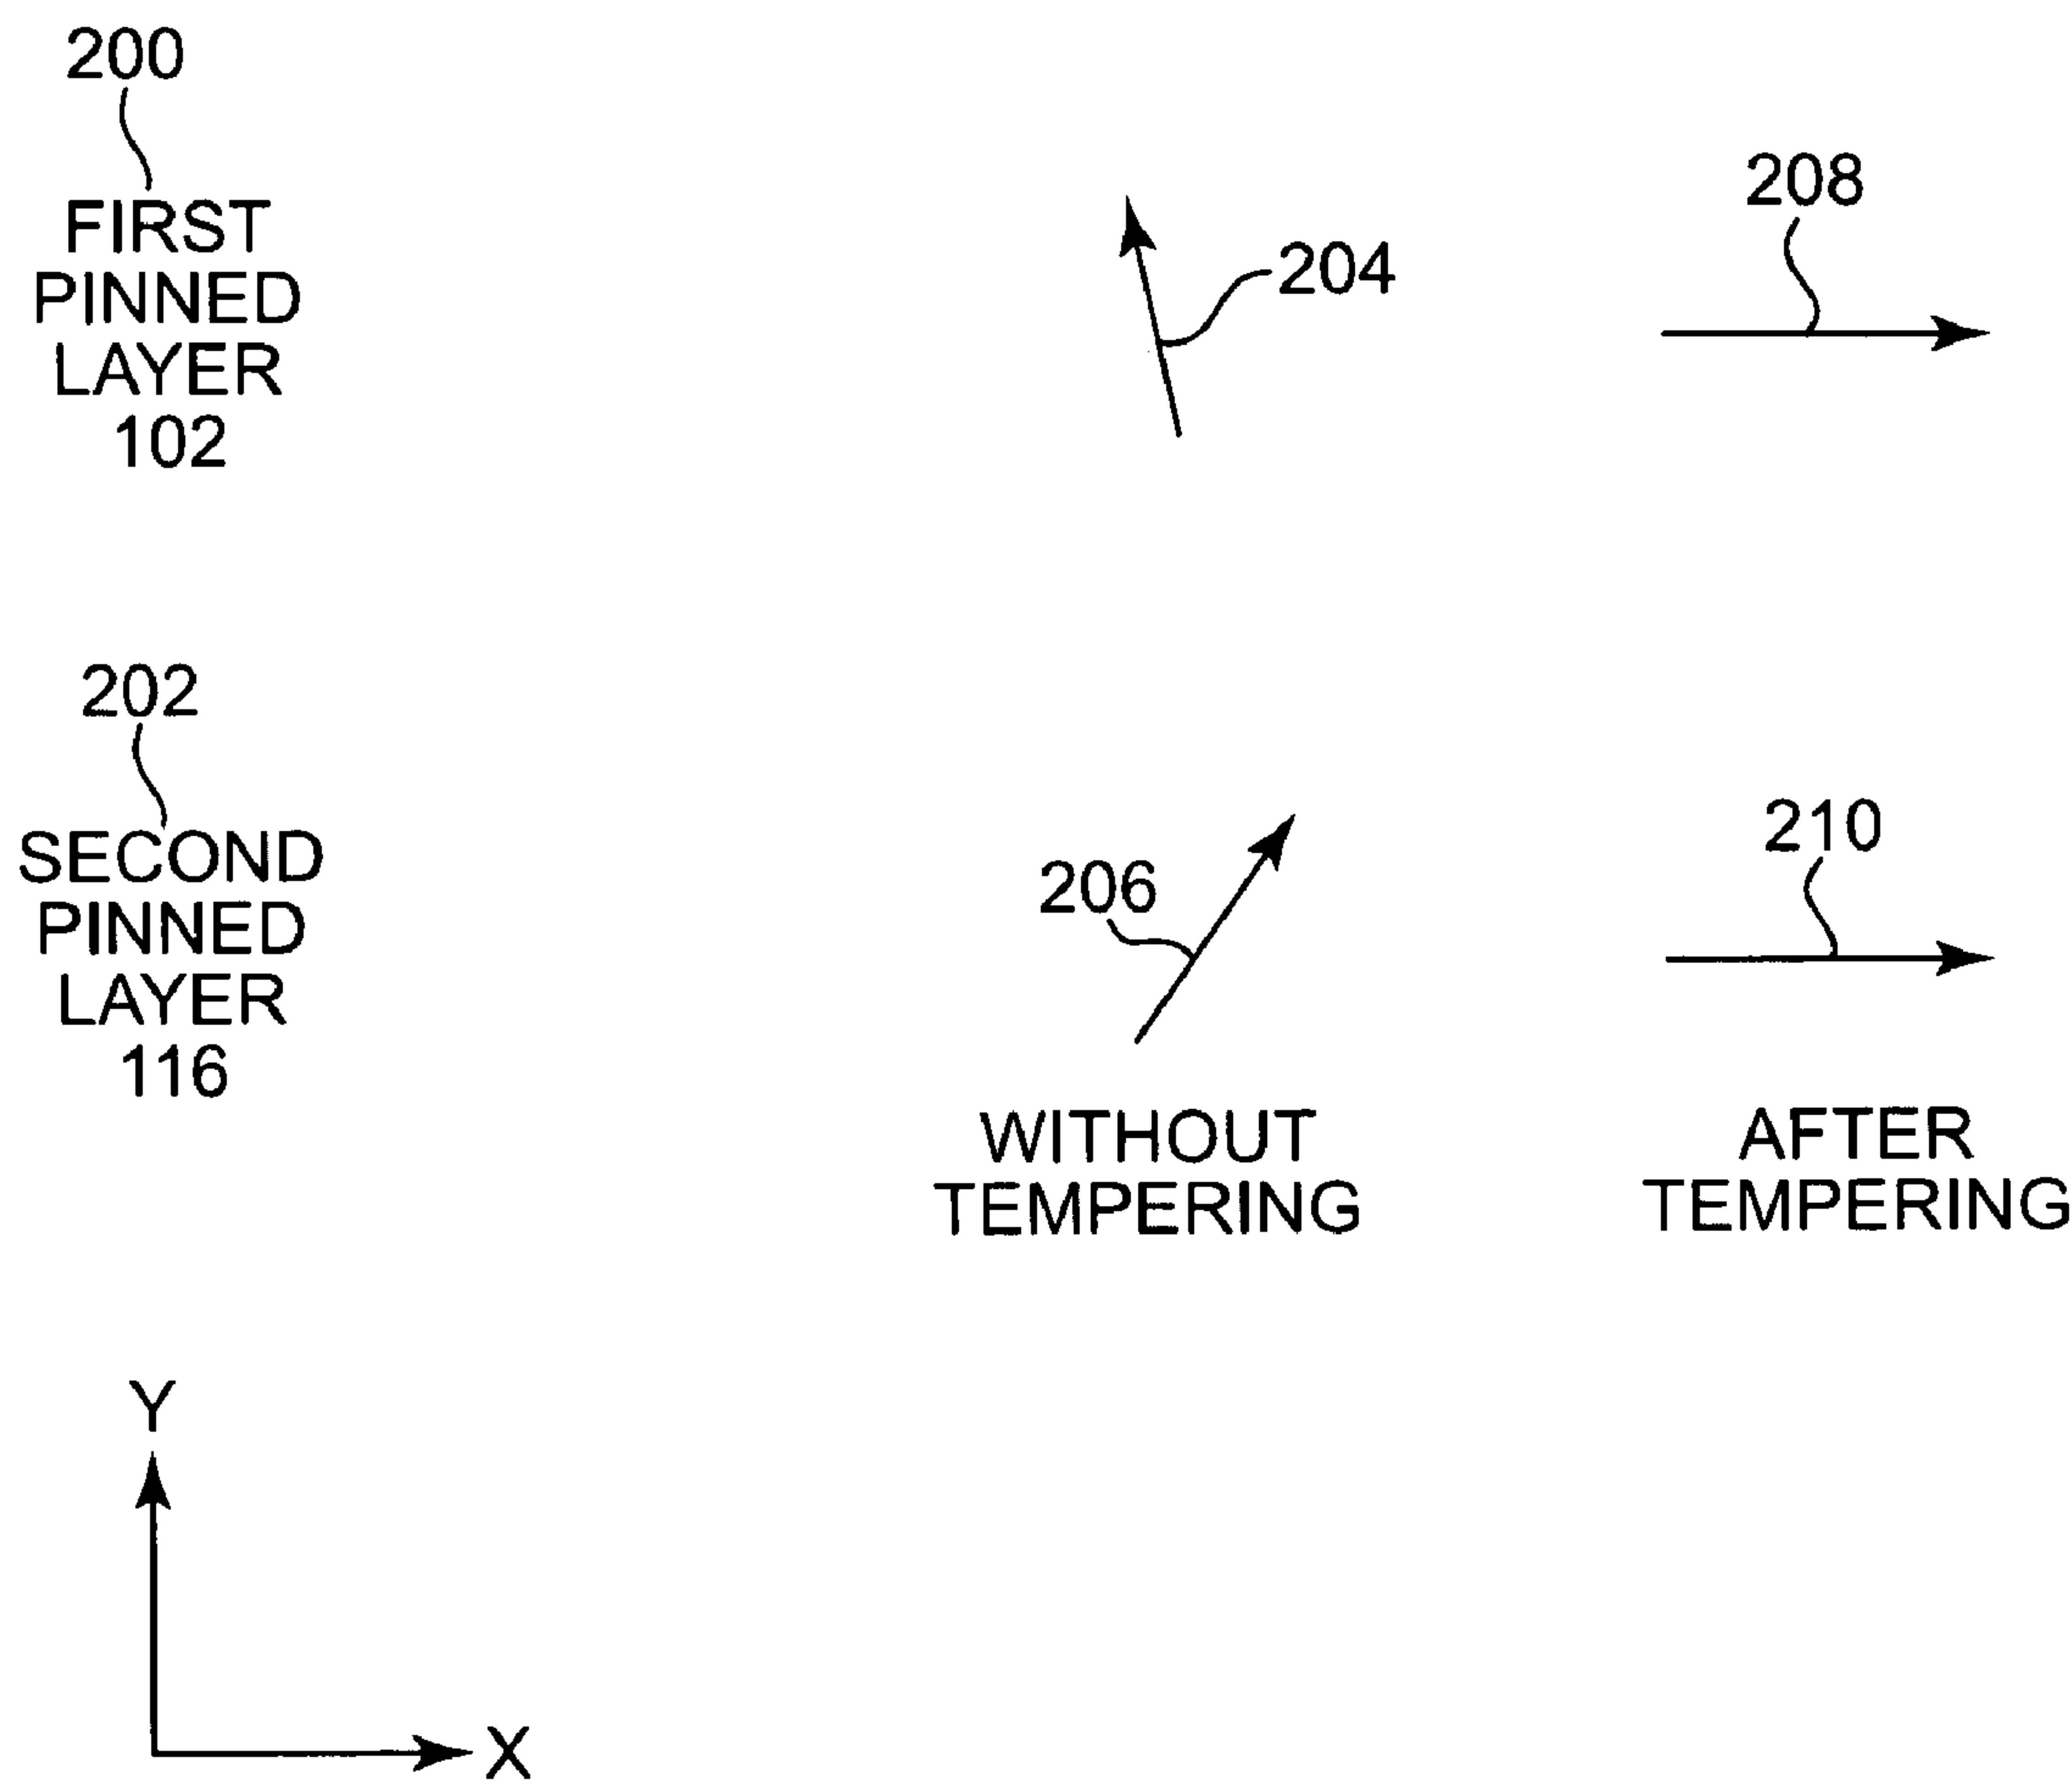 200
FIRST
PINNED
LAYER
102
204
208
202
SECOND
PINNED
LAYER
116
206
210
WITHOUT
TEMPERING
AFTER
TEMPERING
Y
X